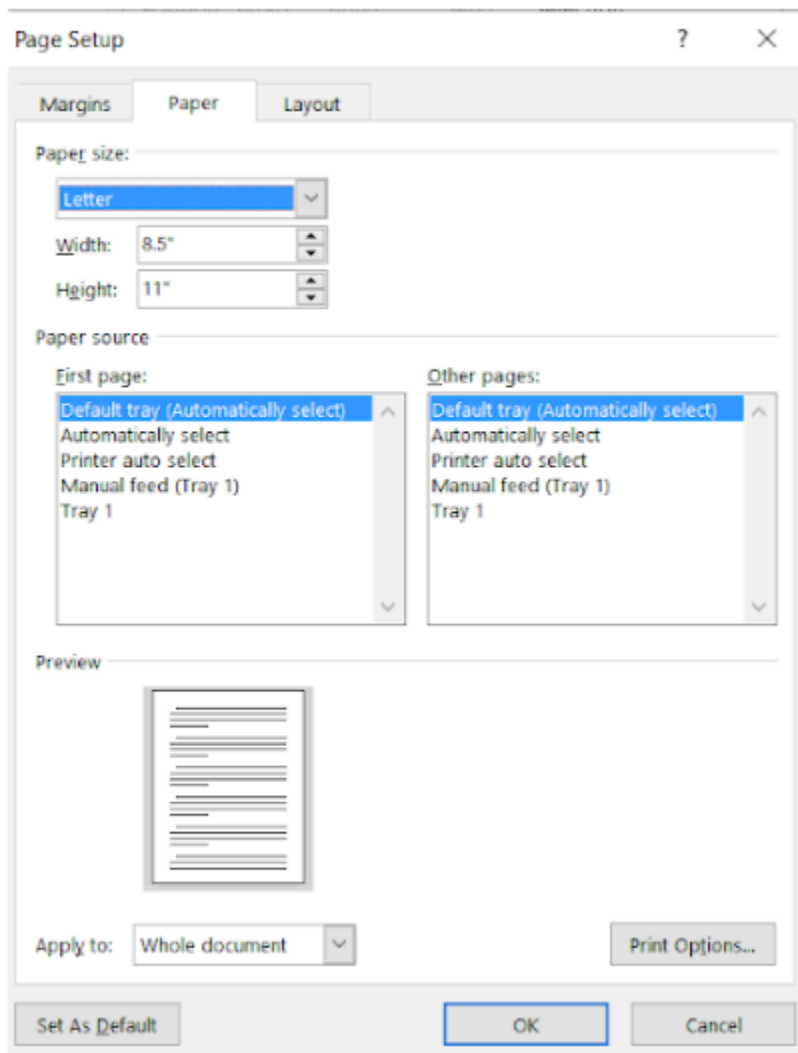 Page Setup ? ×
Margins Paper Layout
Paper size:
Letter
Width: 8.5"
Height: 11"
Paper source
First page: Other pages:
Default tray (Automatically select) Default tray (Automatically select)
Automatically select Automatically select
Printer auto select Printer auto select
Manual feed (Tray 1) Manual feed (Tray 1)
Tray 1 Tray 1
Preview
Apply to: Whole document Print Options...
Set As Default OK Cancel